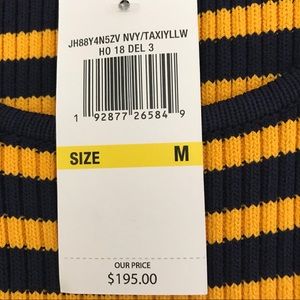 JH88Y4N5ZV NVY/TAXIYLLW
HO 18 DEL 3
1 92877 26584 9
SIZE M
OUR PRICE
$195.00